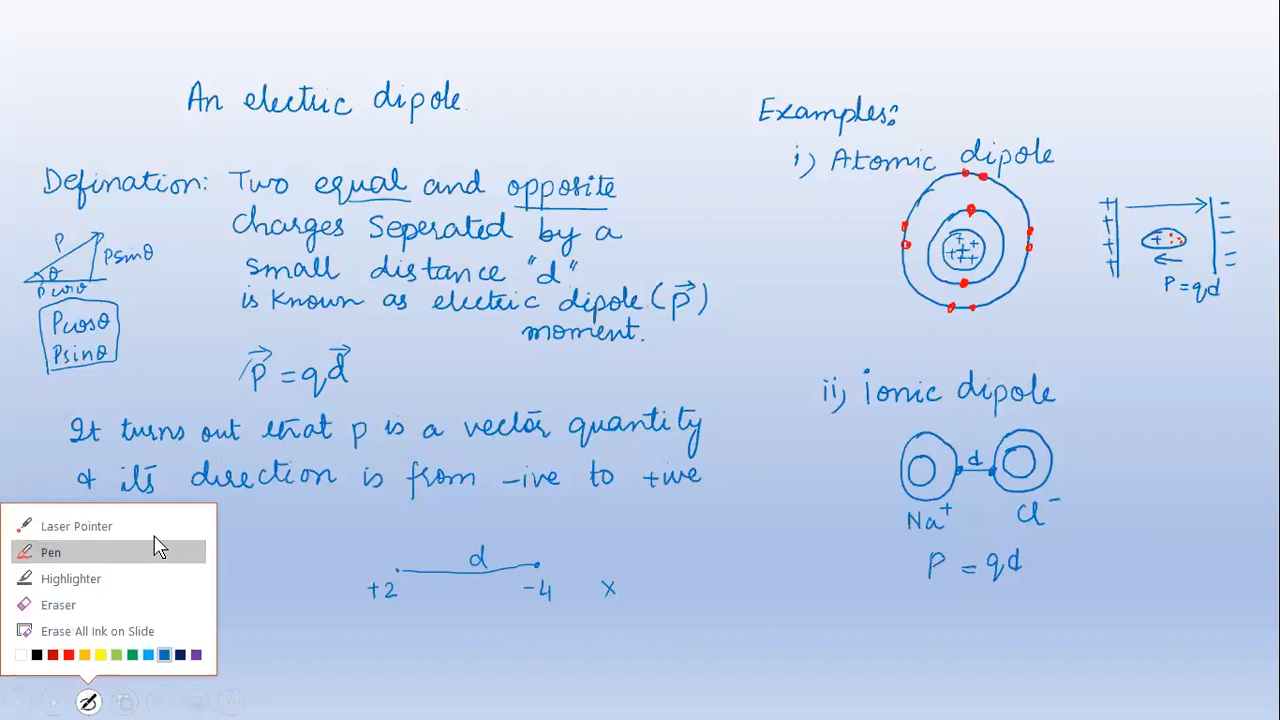 An electric dipole
Defination: Two equal and opposite
charges Seperated by a
small distance "d"
is known as electric dipole (p⃗)
moment.
p⃗ = qd⃗
It turns out that p is a vector quantity
& it's direction is from -ive to +ive
P
Psinθ
θ
Pcosθ
Pcosθ
Psinθ
d
+2
-4
x
Examples:
i) Atomic dipole
+ + + + + +
+ -
+ -
+ -
+ -
-
+
P = qd
ii) ionic dipole
d
Na⁺
Cl⁻
P = qd
Laser Pointer
Pen
Highlighter
Eraser
Erase All Ink on Slide